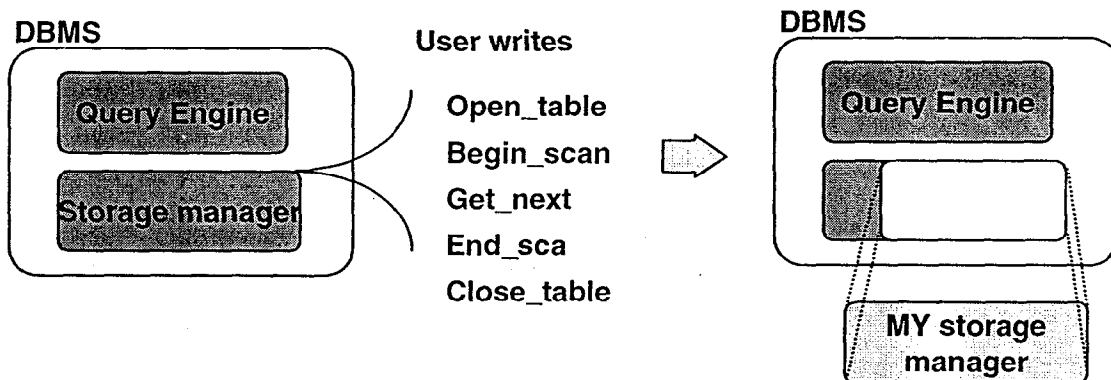 DBMS
Query Engine
Storage manager
User writes
Open_table
Begin_scan
Get_next
End_sca
Close_table
DBMS
Query Engine
MY storage
manager